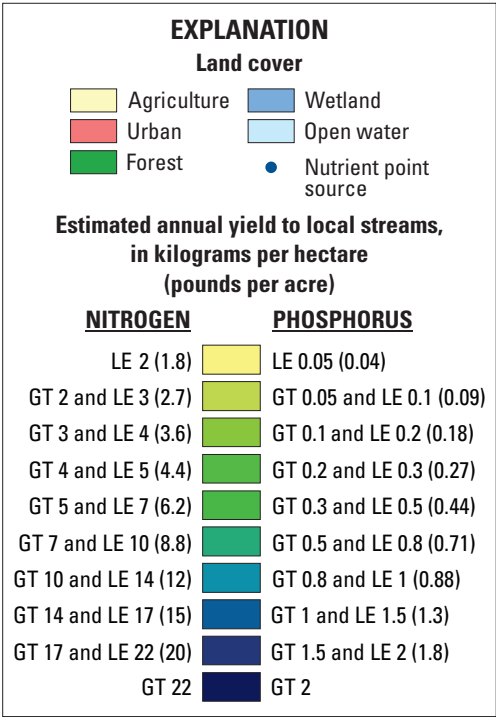 EXPLANATION
Land cover
Agriculture
Wetland
Urban
Open water
Forest
Nutrient point
source
Estimated annual yield to local streams,
in kilograms per hectare
(pounds per acre)
NITROGEN PHOSPHORUS
LE 2 (1.8) LE 0.05 (0.04)
GT 2 and LE 3 (2.7) GT 0.05 and LE 0.1 (0.09)
GT 3 and LE 4 (3.6) GT 0.1 and LE 0.2 (0.18)
GT 4 and LE 5 (4.4) GT 0.2 and LE 0.3 (0.27)
GT 5 and LE 7 (6.2) GT 0.3 and LE 0.5 (0.44)
GT 7 and LE 10 (8.8) GT 0.5 and LE 0.8 (0.71)
GT 10 and LE 14 (12) GT 0.8 and LE 1 (0.88)
GT 14 and LE 17 (15) GT 1 and LE 1.5 (1.3)
GT 17 and LE 22 (20) GT 1.5 and LE 2 (1.8)
GT 22 GT 2